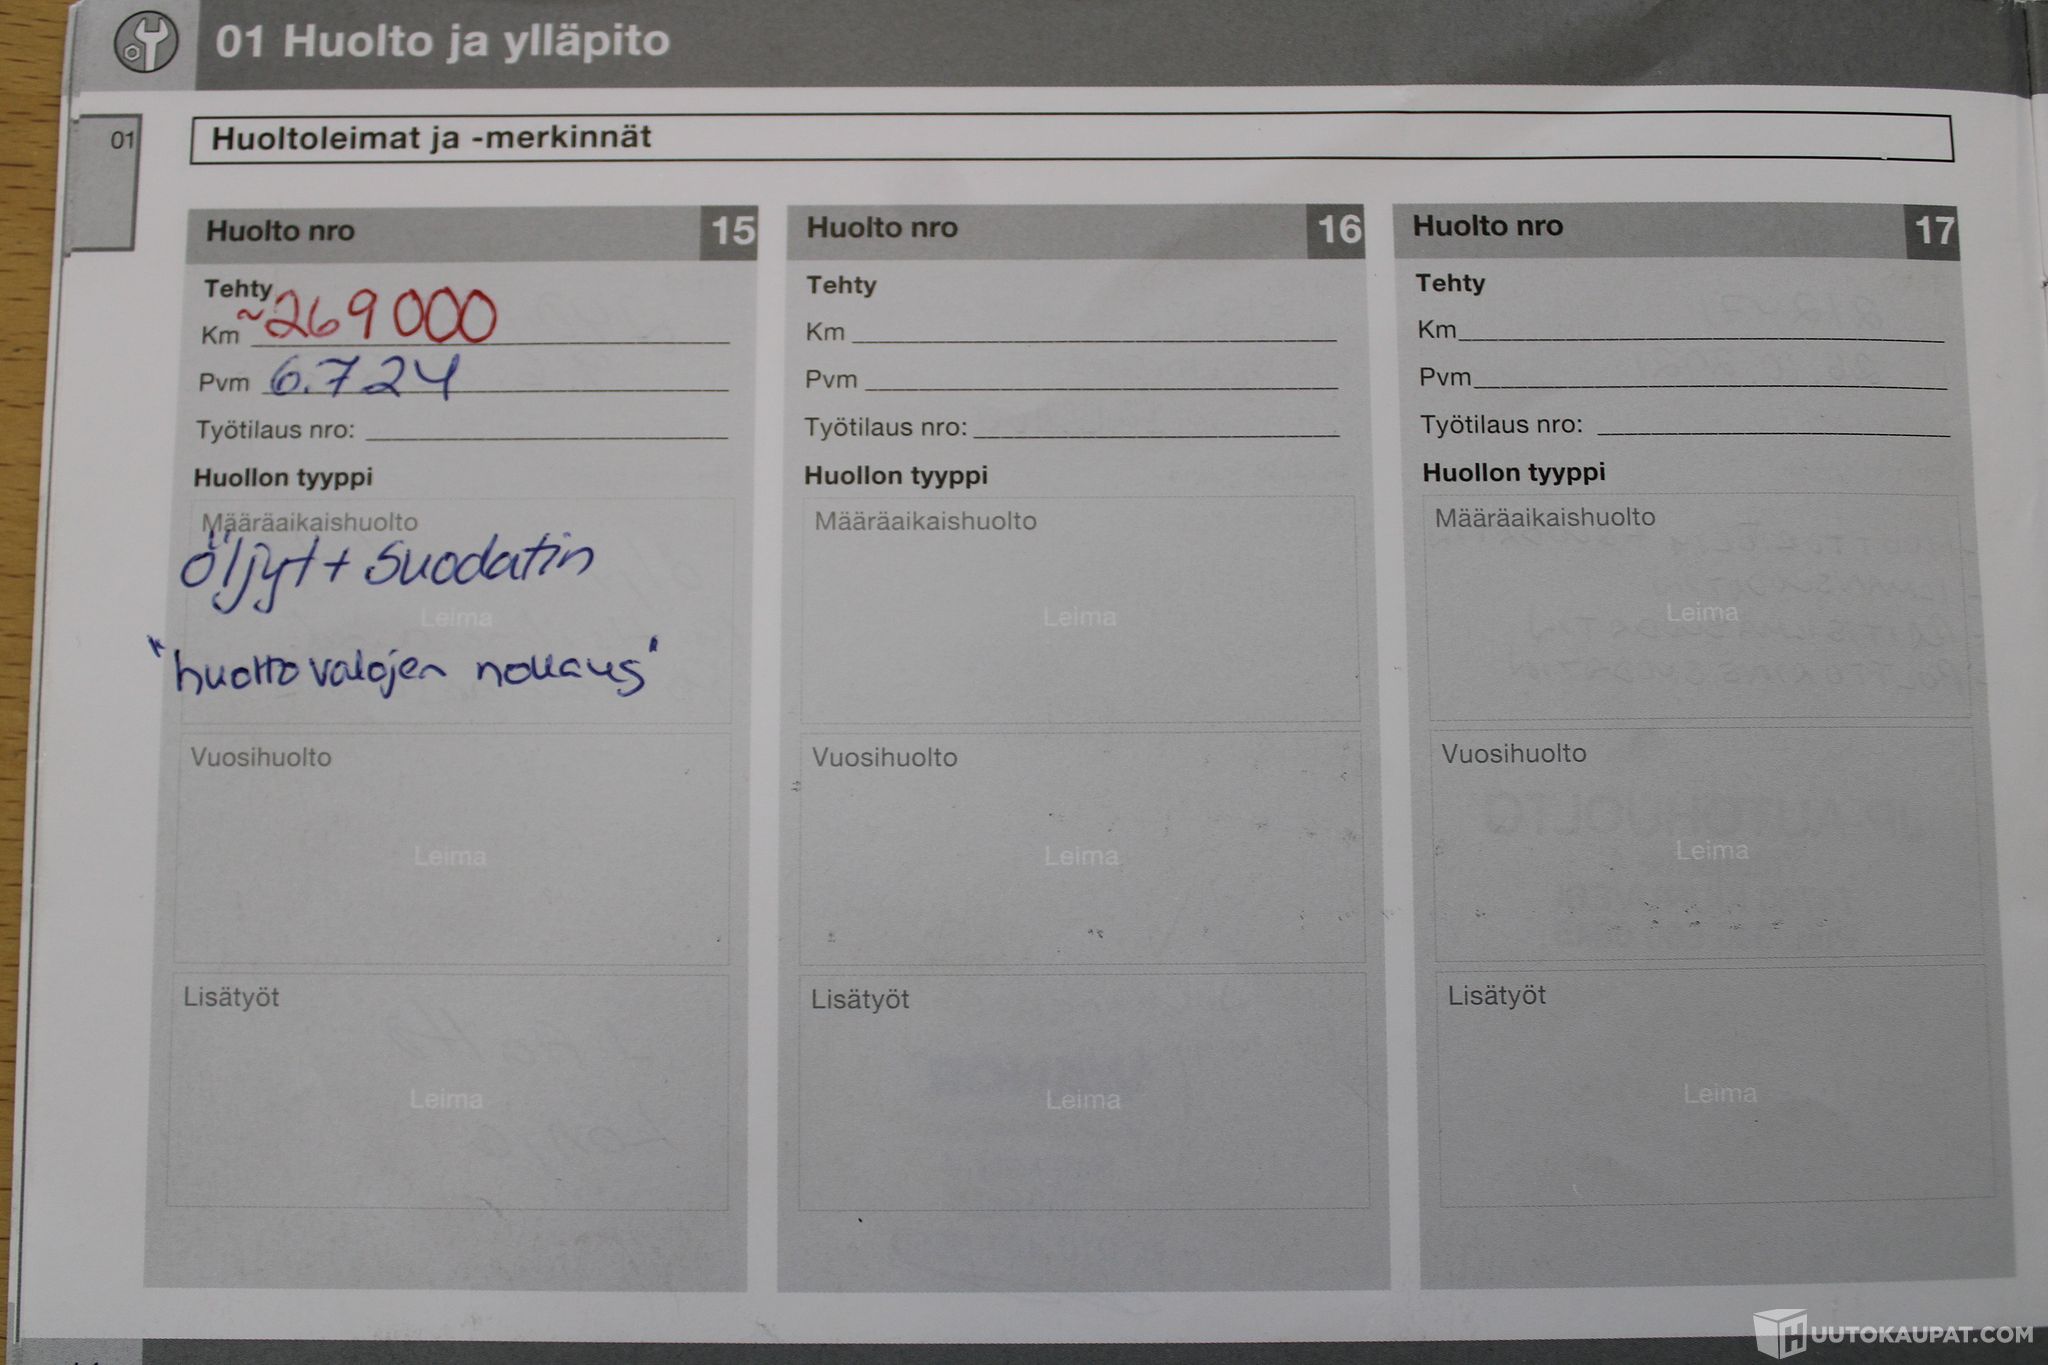 01 Huolto ja ylläpito
01
Huoltoleimat ja -merkinnät
Huolto nro 15
Tehty
Km ~269000
Pvm 6.7 24
Työtilaus nro:
Huollon tyyppi
Määräaikaishuolto
öljyt + suodatin
Leima
"huoltovalojen nollaus"
Vuosihuolto
Leima
Lisätyöt
Leima
Huolto nro 16
Tehty
Km
Pvm
Työtilaus nro:
Huollon tyyppi
Määräaikaishuolto
Leima
Vuosihuolto
Leima
Lisätyöt
Leima
Huolto nro 17
Tehty
Km
Pvm
Työtilaus nro:
Huollon tyyppi
Määräaikaishuolto
Leima
Vuosihuolto
Leima
Lisätyöt
Leima
HUUTOKAUPAT.COM